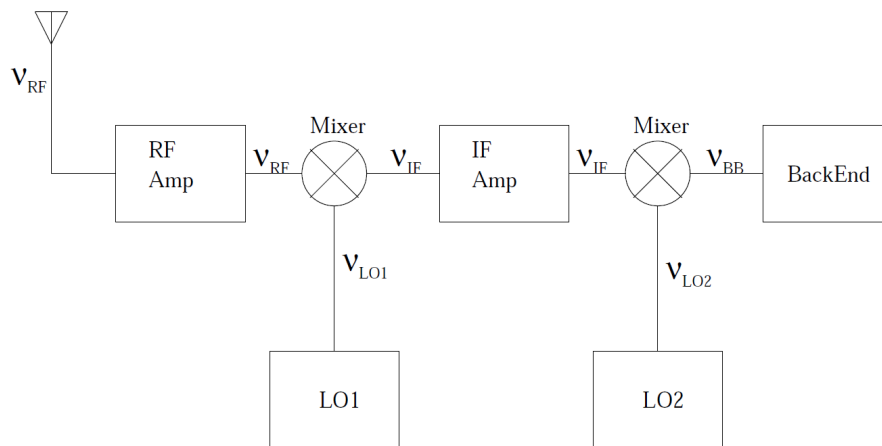 ν_RF
RF
Amp
ν_RF
Mixer
ν_IF
IF
Amp
ν_IF
Mixer
ν_BB
BackEnd
ν_LO1
ν_LO2
LO1
LO2